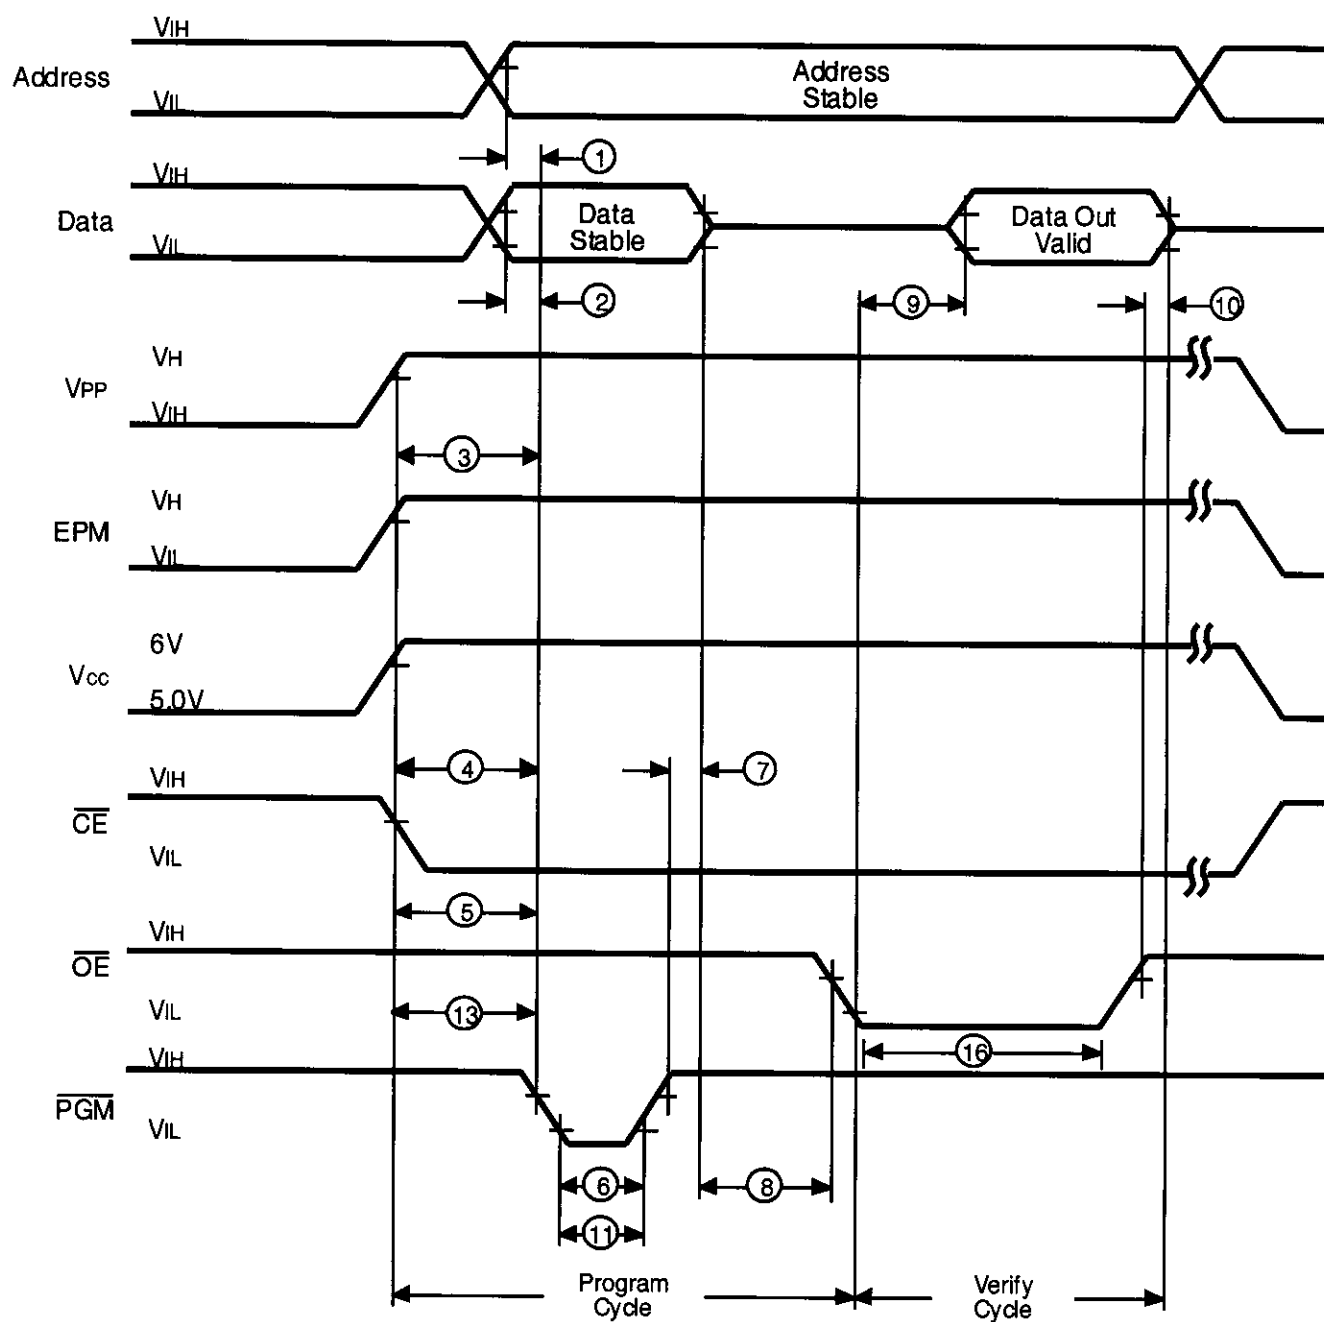 VIH
Address
VIL
Address
Stable
1
VIH
Data
VIL
Data
Stable
Data Out
Valid
2
9
10
VH
VPP
VIH
3
VH
EPM
VIL
6V
Vcc
5.0V
4
7
VIH
CE
VIL
5
VIH
OE
VIL
13
16
VIH
PGM
VIL
6
8
11
Program
Cycle
Verify
Cycle